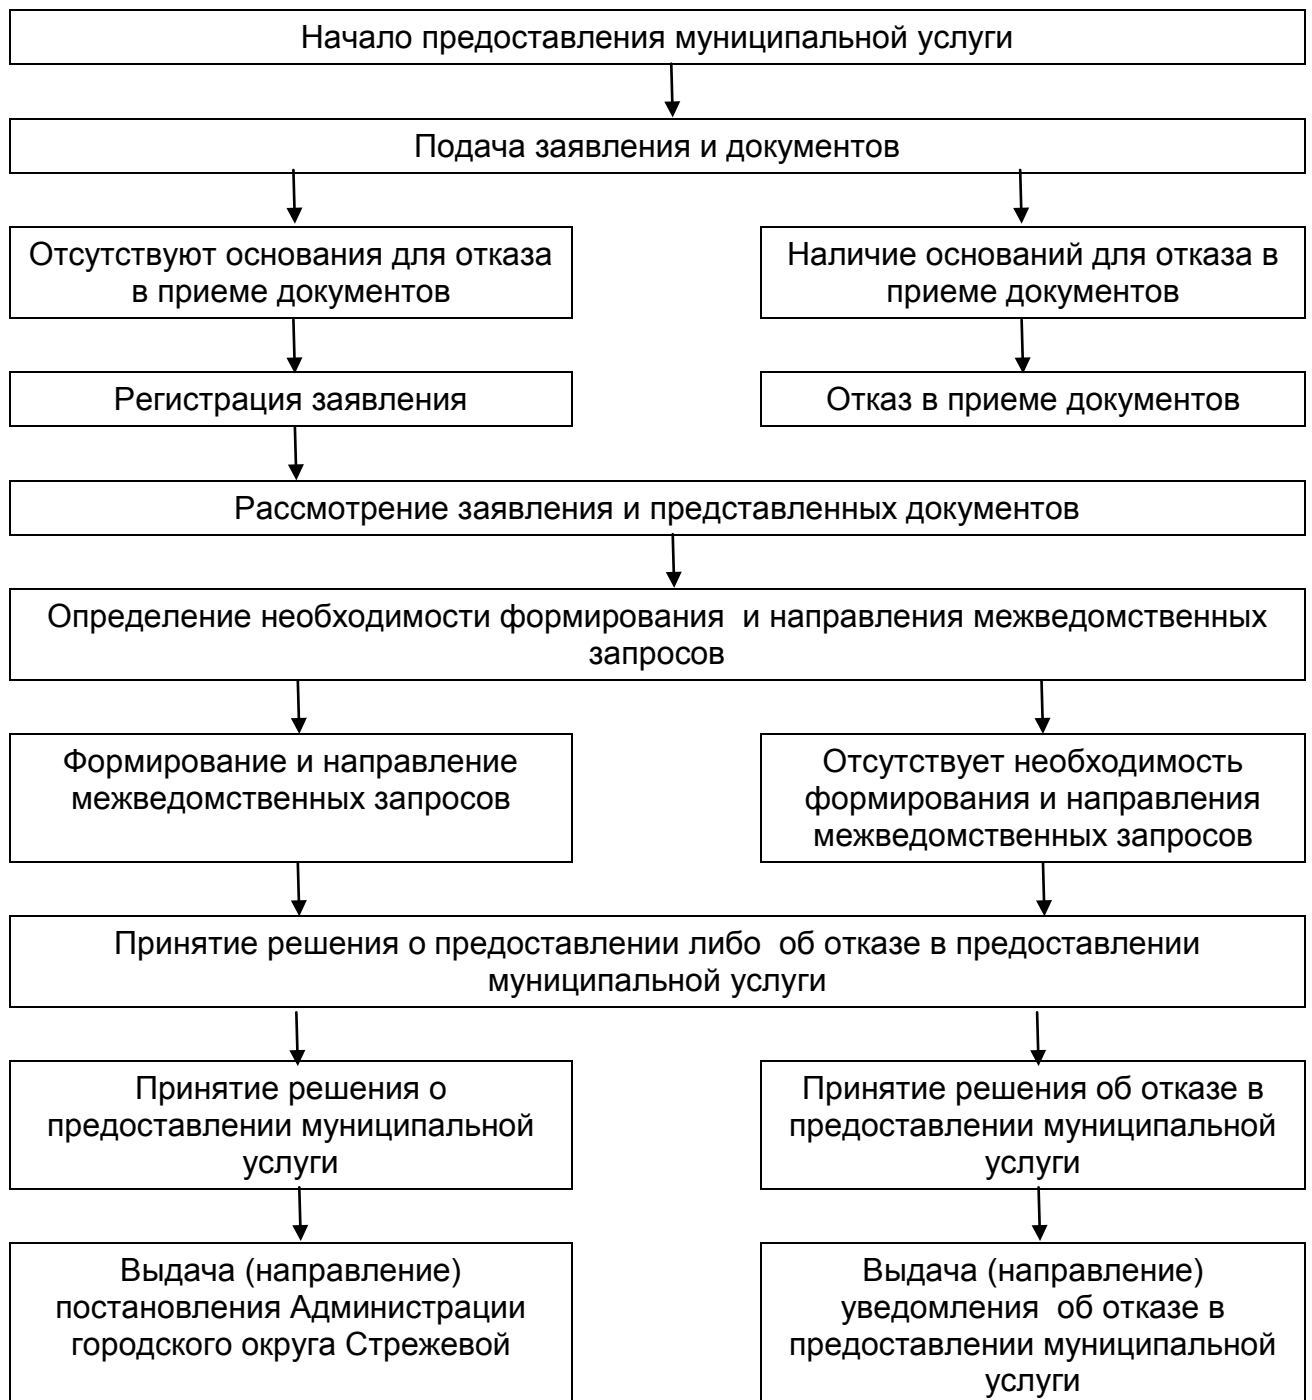 Начало предоставления муниципальной услуги
Подача заявления и документов
Отсутствуют основания для отказа
в приеме документов
Наличие оснований для отказа в
приеме документов
Регистрация заявления
Отказ в приеме документов
Рассмотрение заявления и представленных документов
Определение необходимости формирования  и направления межведомственных
запросов
Формирование и направление
межведомственных запросов
Отсутствует необходимость
формирования и направления
межведомственных запросов
Принятие решения о предоставлении либо  об отказе в предоставлении
муниципальной услуги
Принятие решения о
предоставлении муниципальной
услуги
Принятие решения об отказе в
предоставлении муниципальной
услуги
Выдача (направление)
постановления Администрации
городского округа Стрежевой
Выдача (направление)
уведомления  об отказе в
предоставлении муниципальной
услуги